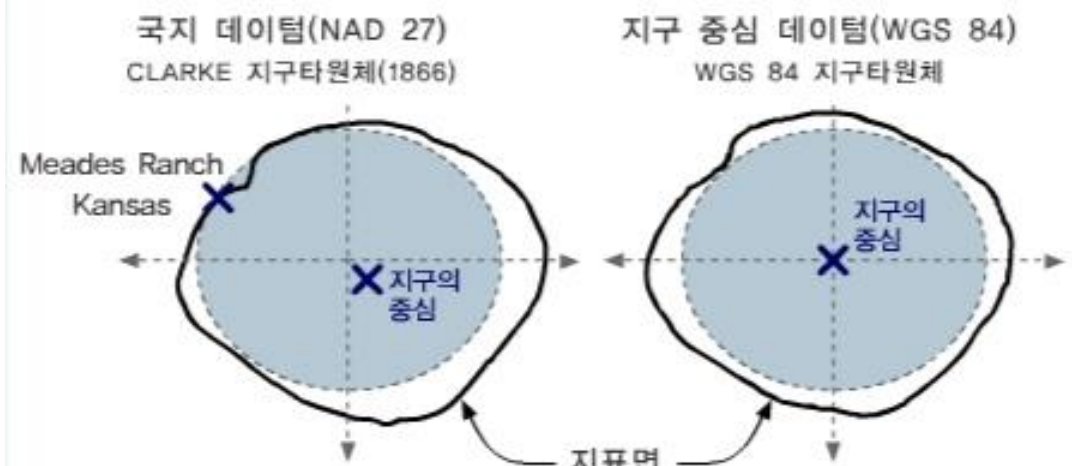 국지 데이텀(NAD 27)
CLARKE 지구타원체(1866)
Meades Ranch
Kansas
지구의
중심
지구 중심 데이텀(WGS 84)
WGS 84 지구타원체
지구의
중심
지표면